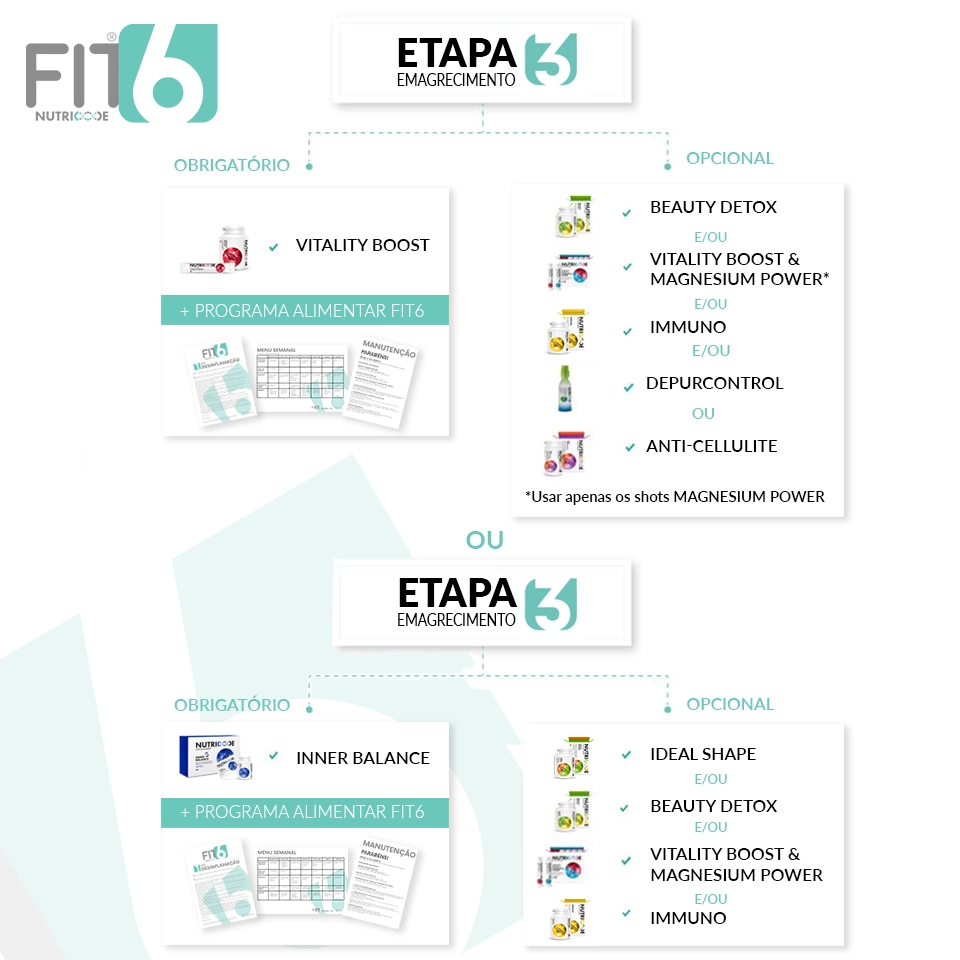 FIT6®
NUTRICODE
ETAPA 3
EMAGRECIMENTO
OBRIGATÓRIO
VITALITY BOOST
+ PROGRAMA ALIMENTAR FIT6
FIT6
MENU SEMANAL
MANUTENÇÃO
PARABÉNS!
OPCIONAL
BEAUTY DETOX
E/OU
VITALITY BOOST &
MAGNESIUM POWER*
E/OU
IMMUNO
E/OU
DEPURCONTROL
OU
ANTI-CELLULITE
*Usar apenas os shots MAGNESIUM POWER
OU
ETAPA 3
EMAGRECIMENTO
OBRIGATÓRIO
NUTRICODE
INNER BALANCE
+ PROGRAMA ALIMENTAR FIT6
FIT6
MENU SEMANAL
MANUTENÇÃO
PARABÉNS!
OPCIONAL
IDEAL SHAPE
E/OU
BEAUTY DETOX
E/OU
VITALITY BOOST &
MAGNESIUM POWER
E/OU
IMMUNO